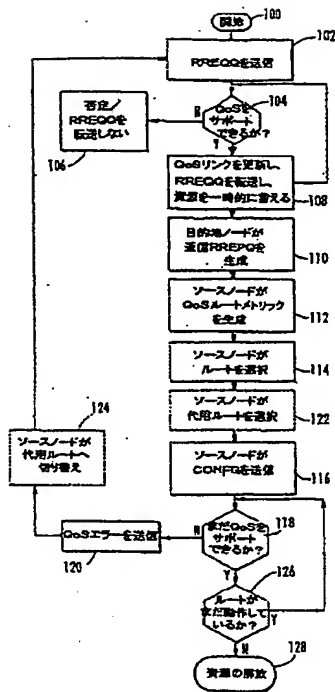 開始
100
102
RREQQを送信
104
QoSを
サポート
できるか？
N
Y
否定／
RREQQを
転送しない
106
QoSリンクを更新し、
RREQQを転送し、
資源を一時的に蓄える
108
目的地ノードが
返信RREPQを
生成
110
ソースノードが
QoSルートメトリック
を生成
112
ソースノードが
ルートを選択
114
ソースノードが
代用ルートを選択
122
124
ソースノードが
代用ルートへ
切り替え
ソースノードが
CONFQを送信
116
まだQoSを
サポート
できるか？
118
N
Y
QoSエラーを送信
120
126
ルートが
まだ動作して
いるか？
Y
N
資源の解放
128